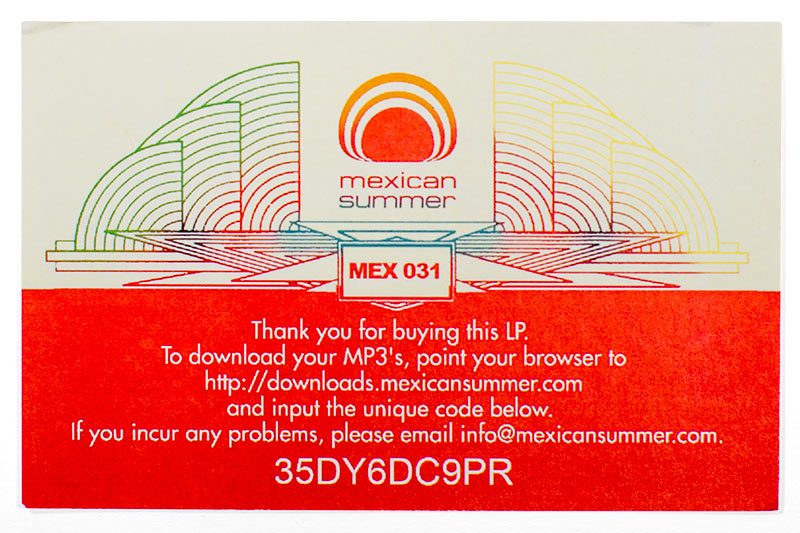 mexican
summer
MEX 031
Thank you for buying this LP.
To download your MP3's, point your browser to
http://downloads.mexicansummer.com
and input the unique code below.
If you incur any problems, please email info@mexicansummer.com.
35DY6DC9PR